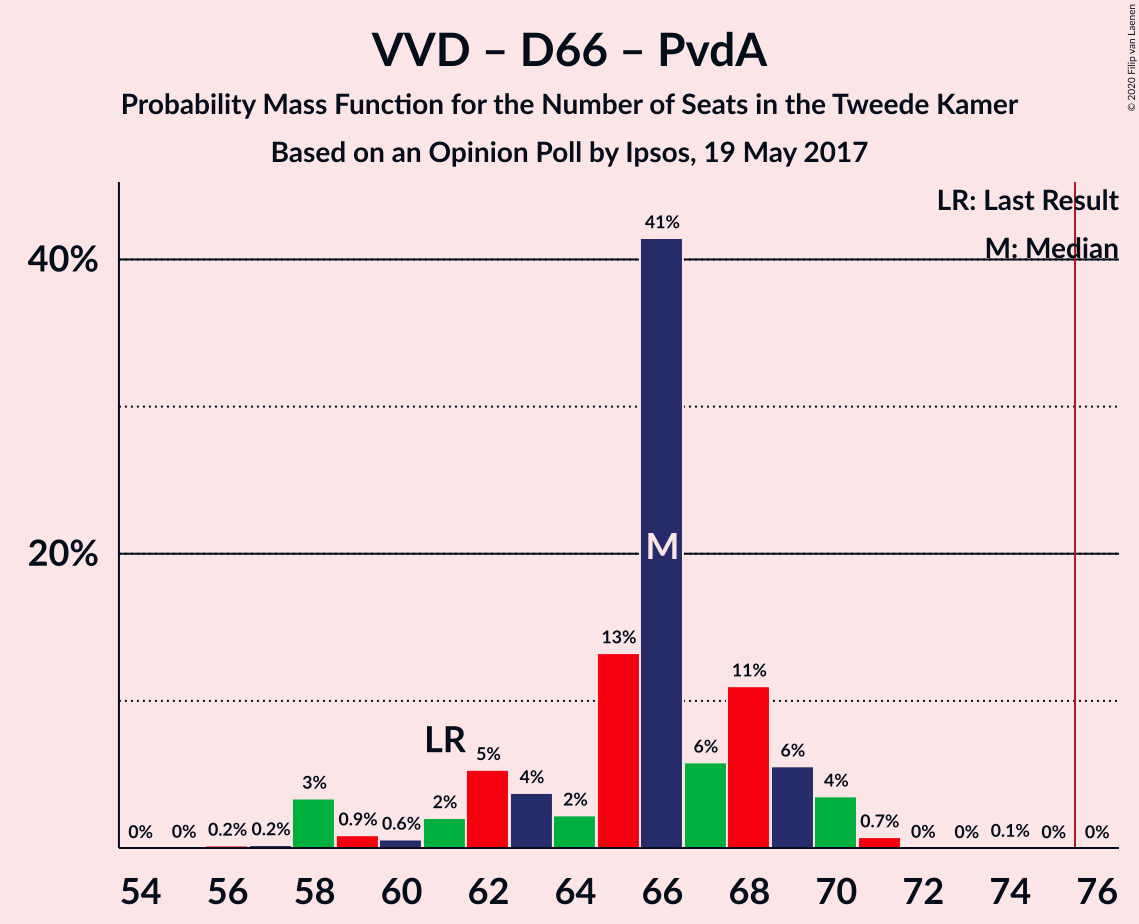 VVD – D66 – PvdA
Probability Mass Function for the Number of Seats in the Tweede Kamer
Based on an Opinion Poll by Ipsos, 19 May 2017
© 2020 Filip van Laenen
LR: Last Result
M: Median
40%
20%
0%
0%
0.2%
0.2%
3%
0.9%
0.6%
2%
5%
4%
2%
13%
41%
6%
11%
6%
4%
0.7%
0%
0%
0.1%
0%
0%
LR
M
54 56 58 60 62 64 66 68 70 72 74 76